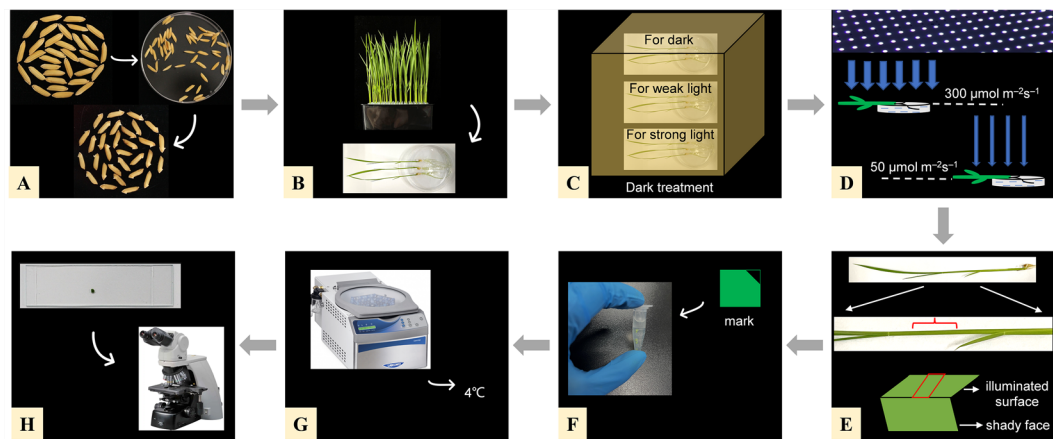 A
B
For dark
For weak light
For strong light
Dark treatment
C
300 µmol m⁻²s⁻¹
50 µmol m⁻²s⁻¹
D
illuminated
surface
shady face
E
mark
F
4℃
G
H